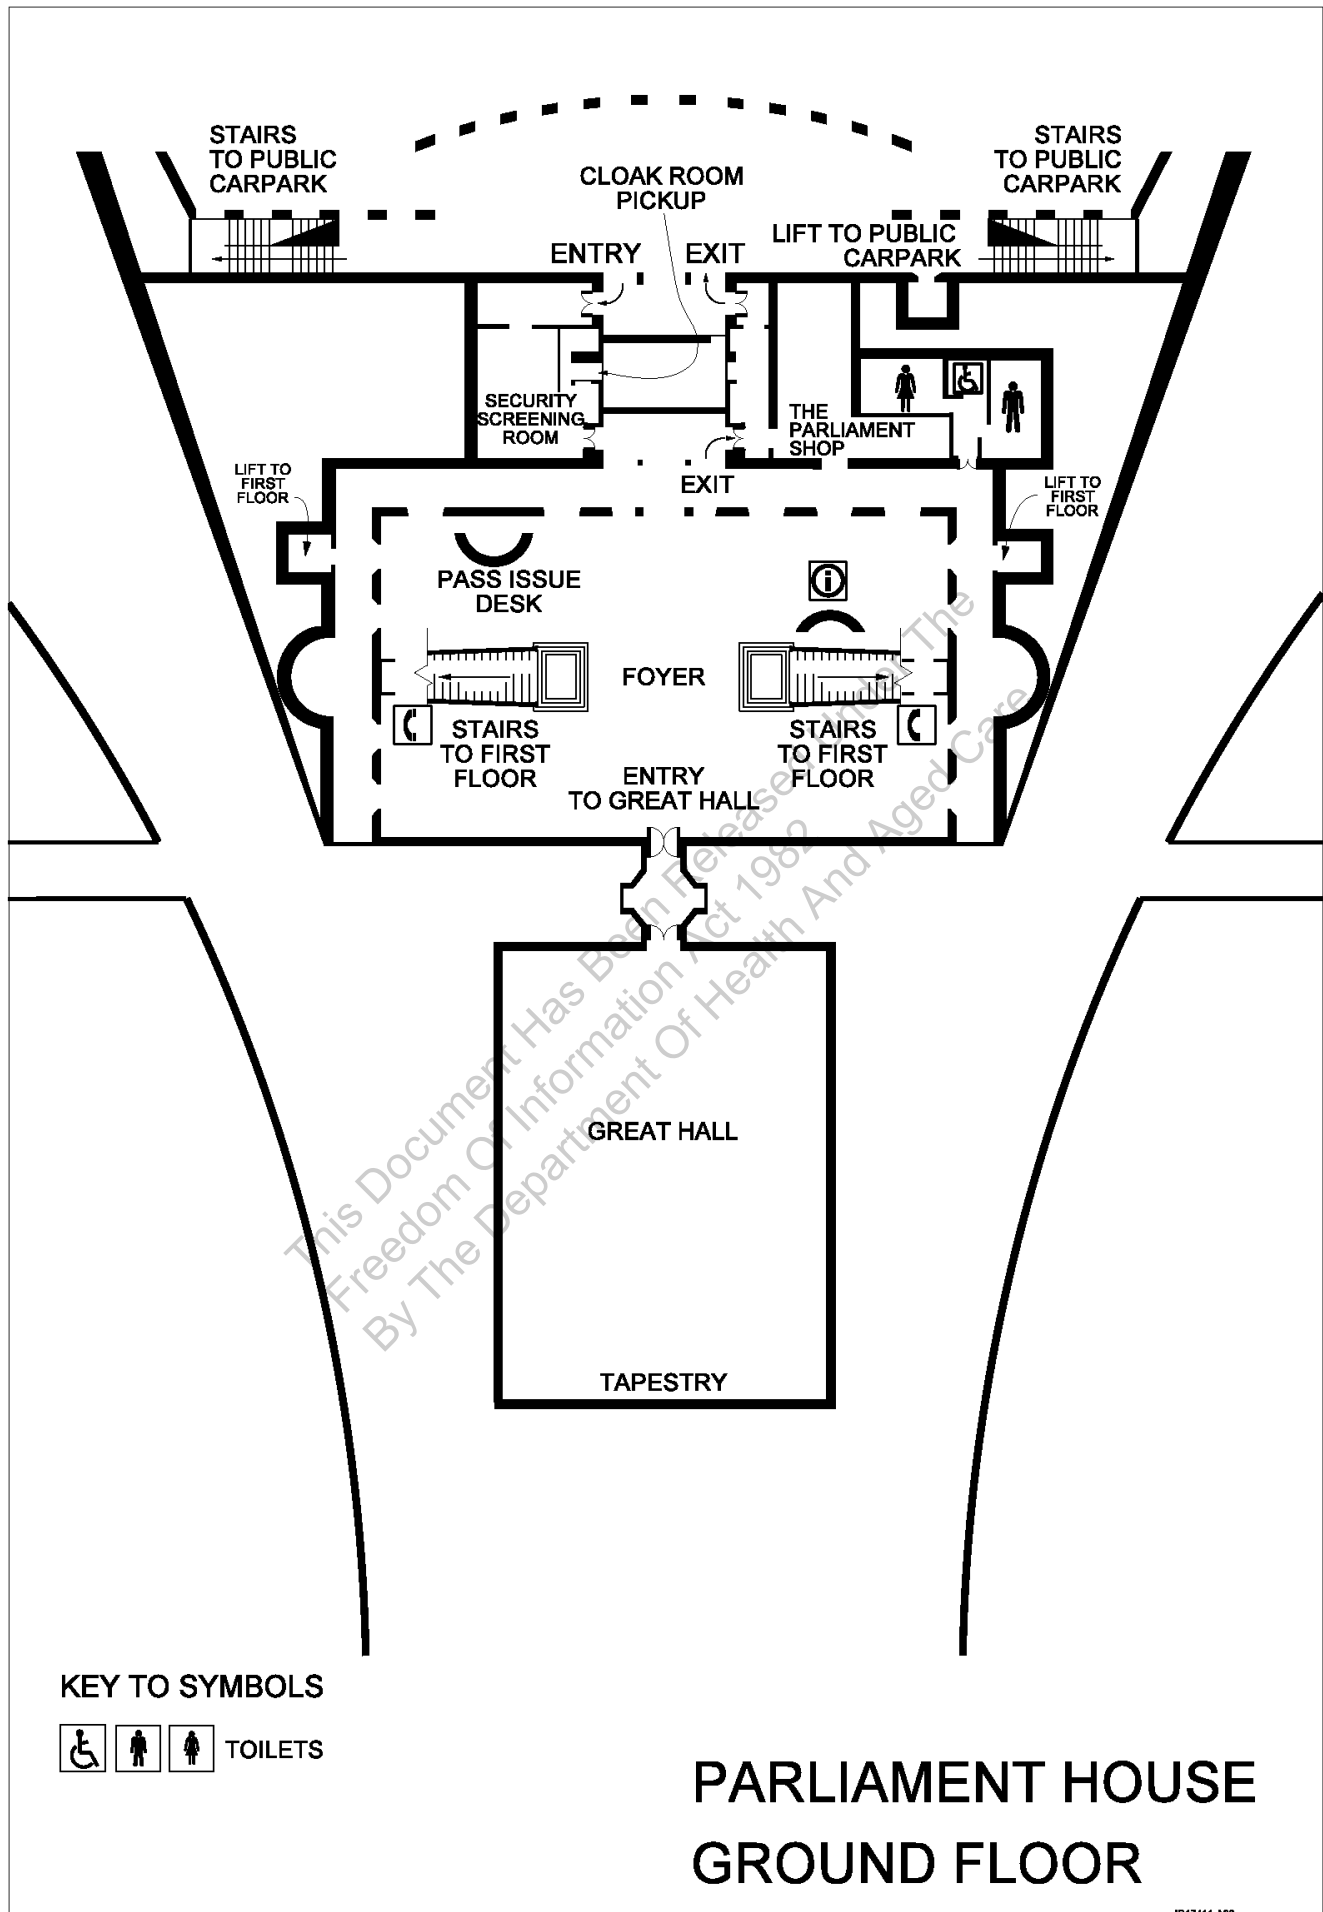 STAIRS
TO PUBLIC
CARPARK
STAIRS
TO PUBLIC
CARPARK
CLOAK ROOM
PICKUP
LIFT TO PUBLIC
CARPARK
ENTRY
EXIT
SECURITY
SCREENING
ROOM
THE
PARLIAMENT
SHOP
LIFT TO
FIRST
FLOOR
EXIT
LIFT TO
FIRST
FLOOR
PASS ISSUE
DESK
i
FOYER
STAIRS
TO FIRST
FLOOR
STAIRS
TO FIRST
FLOOR
ENTRY
TO GREAT HALL
This Document Has Been Released Under The
Freedom Of Information Act 1982
By The Department Of Health And Aged Care
GREAT HALL
TAPESTRY
KEY TO SYMBOLS
TOILETS
PARLIAMENT HOUSE
GROUND FLOOR